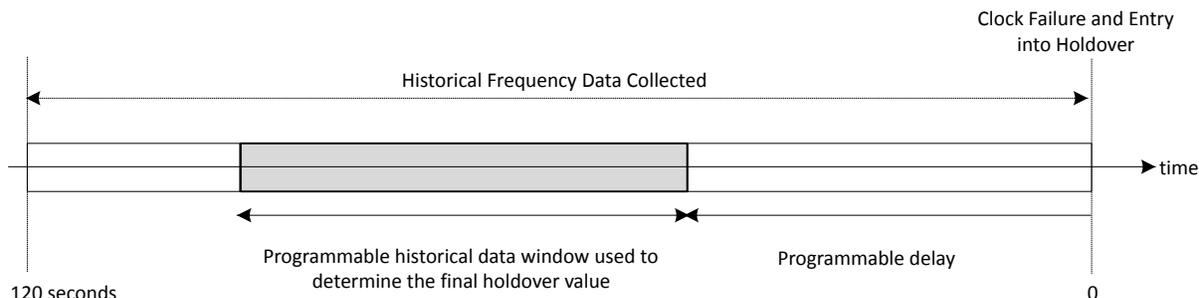 Clock Failure and Entry
into Holdover
Historical Frequency Data Collected
time
Programmable historical data window used to
determine the final holdover value
Programmable delay
120 seconds
0